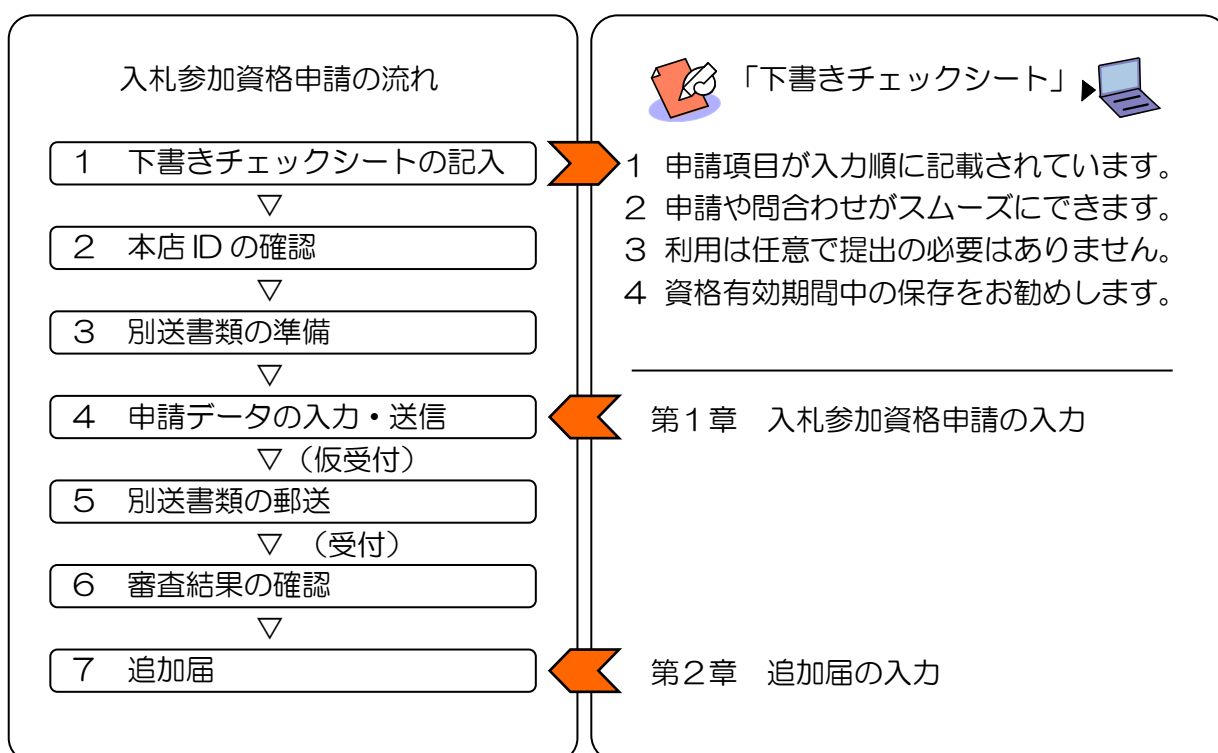 入札参加資格申請の流れ
1 下書きチェックシートの記入
▽
2 本店 ID の確認
▽
3 別送書類の準備
▽
4 申請データの入力・送信
▽（仮受付）
5 別送書類の郵送
▽ （受付）
6 審査結果の確認
▽
7 追加届
「下書きチェックシート」
1 申請項目が入力順に記載されています。
2 申請や問合わせがスムーズにできます。
3 利用は任意で提出の必要はありません。
4 資格有効期間中の保存をお勧めします。
第1章 入札参加資格申請の入力
第2章 追加届の入力